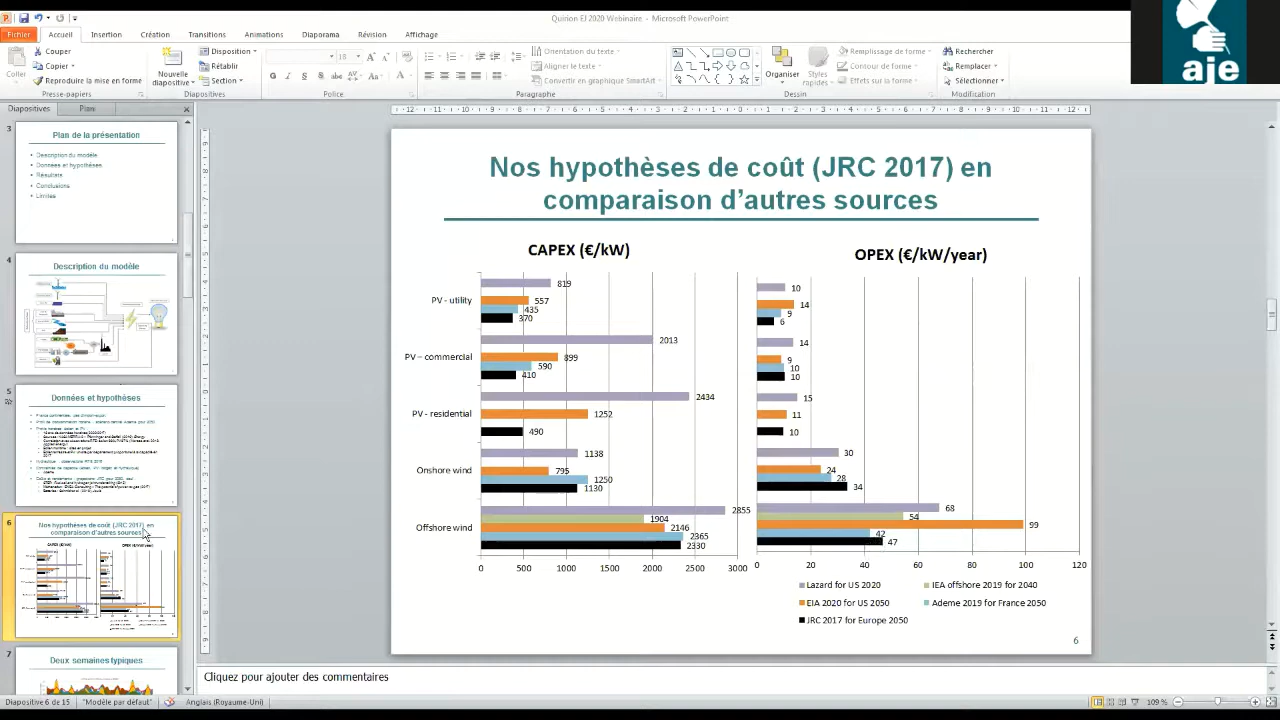 Quirion EJ 2020 Webinaire - Microsoft PowerPoint
Fichier Accueil Insertion Création Transitions Animations Diaporama Révision Affichage
Coller
Couper
Copier
Reproduire la mise en forme
Presse-papiers
Nouvelle diapositive
Disposition
Rétablir
Section
Diapositives
18
Police
Paragraphe
Orientation du texte
Aligner le texte
Convertir en graphique SmartArt
Organiser
Styles rapides
Remplissage de forme
Contour de forme
Effets sur la forme
Dessin
Rechercher
Remplacer
Sélectionner
Modification
aje
Diapositives Plan
3
Plan de la présentation
Description du modèle
Données et hypothèses
Résultats
Conclusions
Limites
4
Description du modèle
5
Données et hypothèses
6
Nos hypothèses de coût (JRC 2017) en
comparaison d'autres sources
7
Deux semaines typiques
Nos hypothèses de coût (JRC 2017) en
comparaison d’autres sources
CAPEX (€/kW)
PV - utility
819
557
435
370
PV – commercial
2013
899
590
410
PV - residential
2434
1252
490
Onshore wind
1138
795
1250
1130
Offshore wind
2855
1904
2146
2365
2330
0 500 1000 1500 2000 2500 3000
OPEX (€/kW/year)
10
14
9
6
14
9
10
10
15
11
10
30
24
28
34
68
54
99
42
47
0 20 40 60 80 100 120
Lazard for US 2020
IEA offshore 2019 for 2040
EIA 2020 for US 2050
Ademe 2019 for France 2050
JRC 2017 for Europe 2050
6
Cliquez pour ajouter des commentaires
Diapositive 6 de 15 "Modèle par défaut" Anglais (Royaume-Uni) 109 %